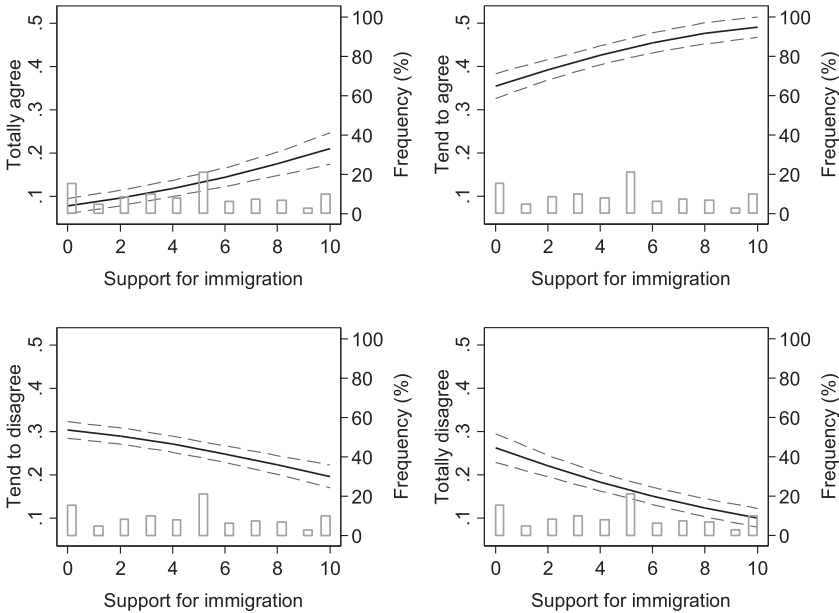 Totally agree
.5
.4
.3
.2
.1
100
80
60
40
20
0
Frequency (%)
0 2 4 6 8 10
Support for immigration
Tend to agree
.5
.4
.3
.2
.1
100
80
60
40
20
0
Frequency (%)
0 2 4 6 8 10
Support for immigration
Tend to disagree
.5
.4
.3
.2
.1
100
80
60
40
20
0
Frequency (%)
0 2 4 6 8 10
Support for immigration
Totally disagree
.5
.4
.3
.2
.1
100
80
60
40
20
0
Frequency (%)
0 2 4 6 8 10
Support for immigration